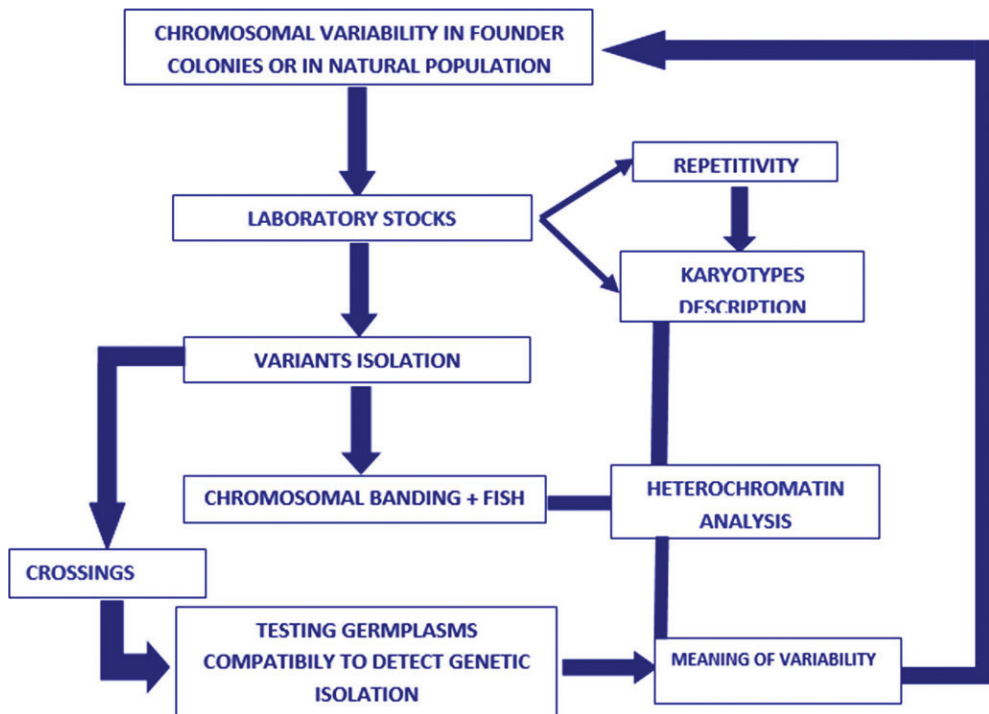 CHROMOSOMAL VARIABILITY IN FOUNDER
COLONIES OR IN NATURAL POPULATION
REPETITIVITY
LABORATORY STOCKS
KARYOTYPES
DESCRIPTION
VARIANTS ISOLATION
CHROMOSOMAL BANDING + FISH
HETEROCHROMATIN
ANALYSIS
CROSSINGS
TESTING GERMPLASMS
COMPATIBILY TO DETECT GENETIC
ISOLATION
MEANING OF VARIABILITY